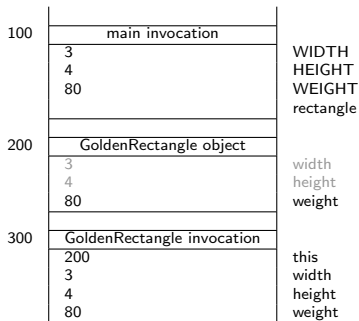 100 main invocation
3 WIDTH
4 HEIGHT
80 WEIGHT
rectangle
200 GoldenRectangle object
3 width
4 height
80 weight
300 GoldenRectangle invocation
200 this
3 width
4 height
80 weight